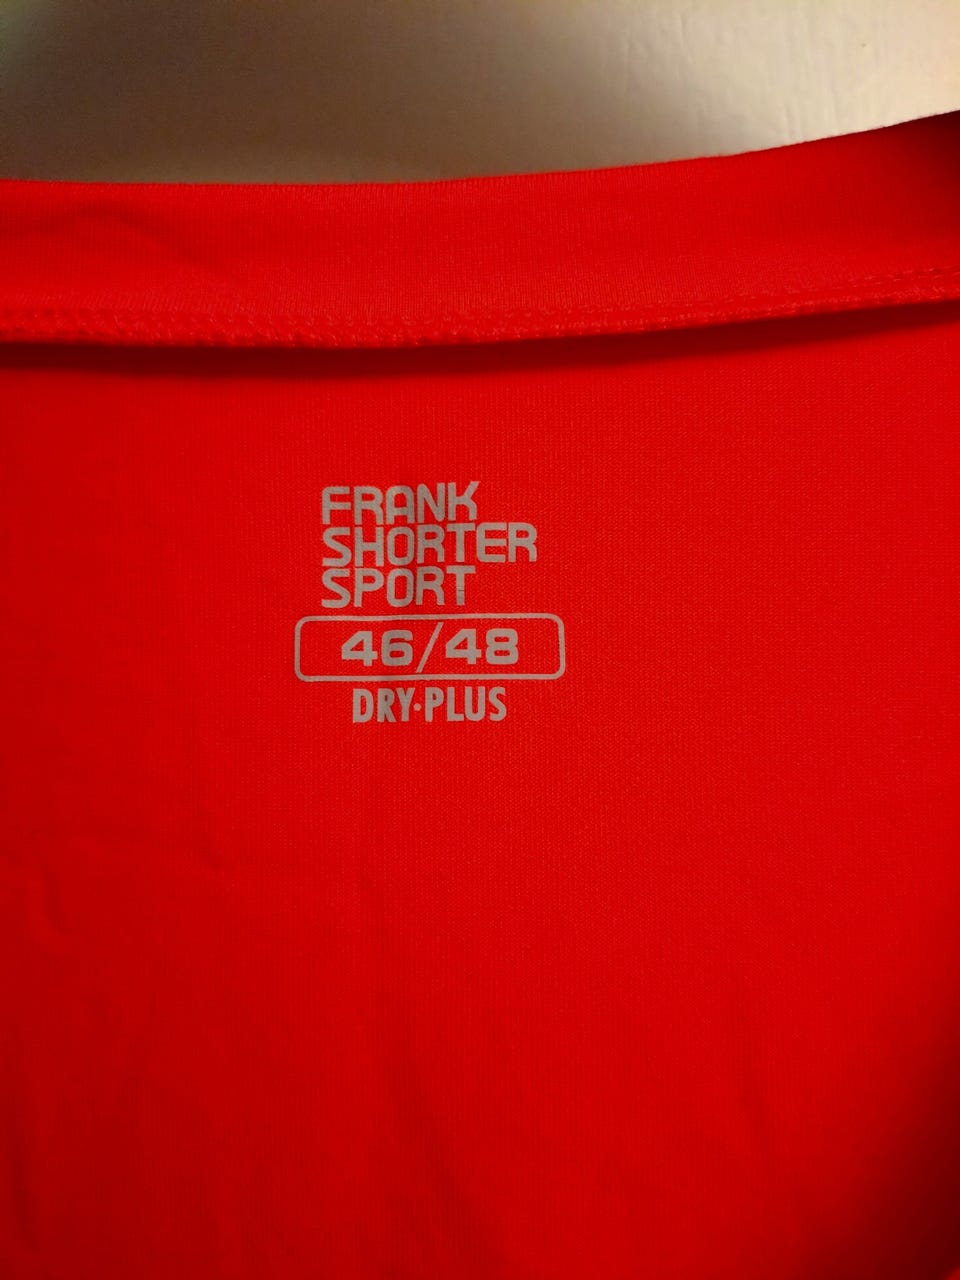 FRANK
SHORTER
SPORT
46/48
DRY·PLUS